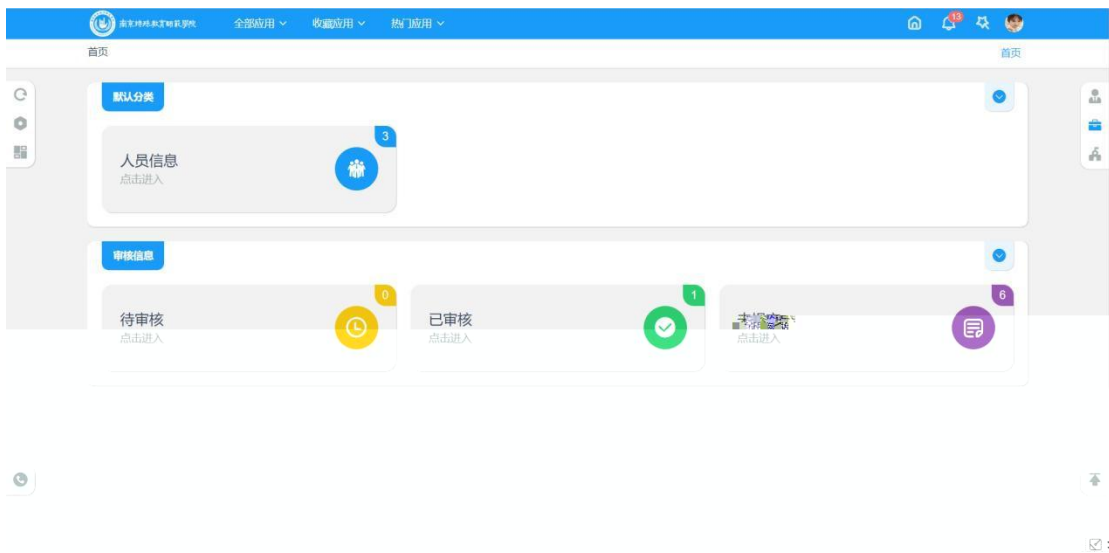 全部应用 收藏应用 热门应用 13
首页 首页
默认分类
3
人员信息
点击进入
审核信息
0 1 6
待审核 已审核
点击进入 点击进入 点击进入